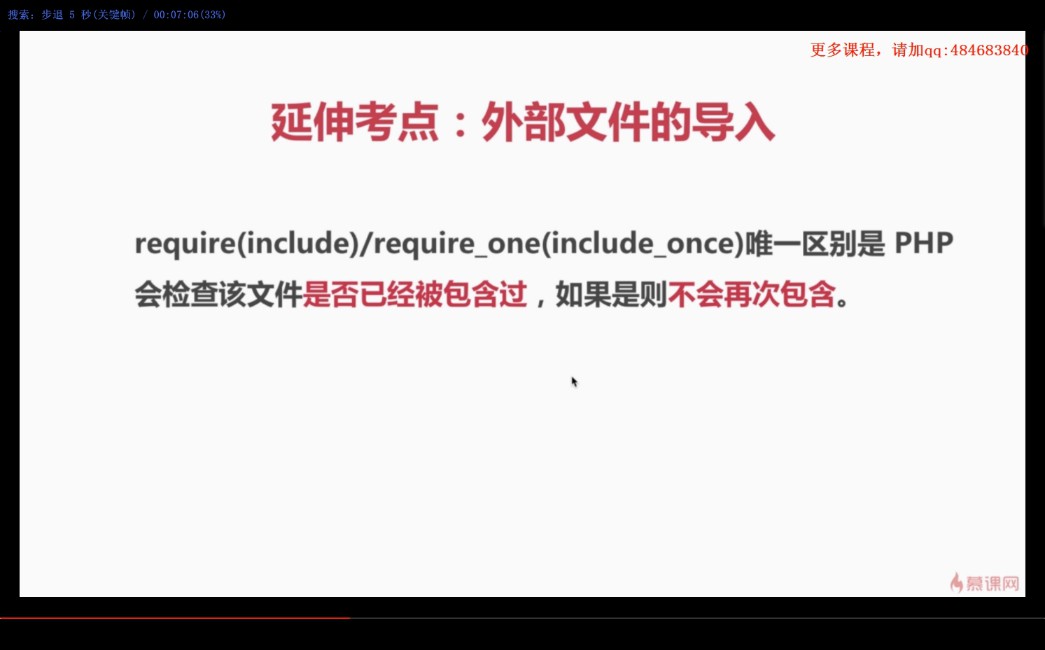 搜索: 步退 5 秒(关键帧) / 00:07:06(33%)
更多课程，请加qq:484683840
延伸考点：外部文件的导入
require(include)/require_one(include_once)唯一区别是 PHP
会检查该文件是否已经被包含过，如果是则不会再次包含。
慕课网